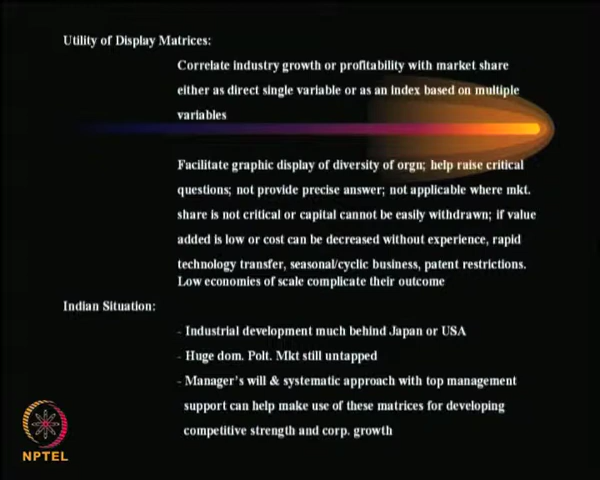 Utility of Display Matrices:
Correlate industry growth or profitability with market share
either as direct single variable or as an index based on multiple
variables
Facilitate graphic display of diversity of orgn; help raise critical
questions; not provide precise answer; not applicable where mkt.
share is not critical or capital cannot be easily withdrawn; if value
added is low or cost can be decreased without experience, rapid
technology transfer, seasonal/cyclic business, patent restrictions.
Low economies of scale complicate their outcome
Indian Situation:
- Industrial development much behind Japan or USA
- Huge dom. Polt. Mkt still untapped
- Manager's will & systematic approach with top management
support can help make use of these matrices for developing
competitive strength and corp. growth
NPTEL